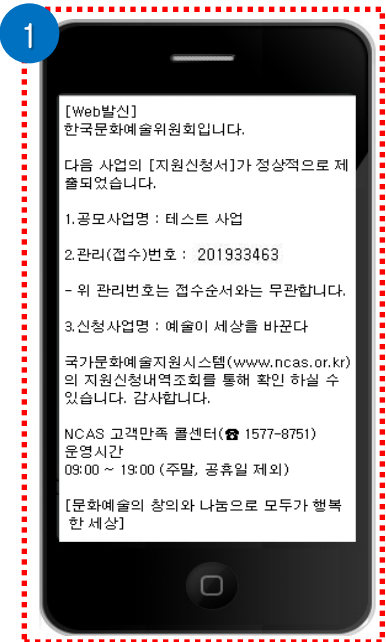 1
[Web발신]
한국문화예술위원회입니다.
다음 사업의 [지원신청서]가 정상적으로 제
출되었습니다.
1.공모사업명 : 테스트 사업
2.관리(접수)번호 : 201933463
- 위 관리번호는 접수순서와는 무관합니다.
3.신청사업명 : 예술이 세상을 바꾼다
국가문화예술지원시스템(www.ncas.or.kr)
의 지원신청내역조회를 통해 확인 하실 수
있습니다. 감사합니다.
NCAS 고객만족 콜센터(☎ 1577-8751)
운영시간
09:00 ~ 19:00 (주말, 공휴일 제외)
[문화예술의 창의와 나눔으로 모두가 행복
한 세상]